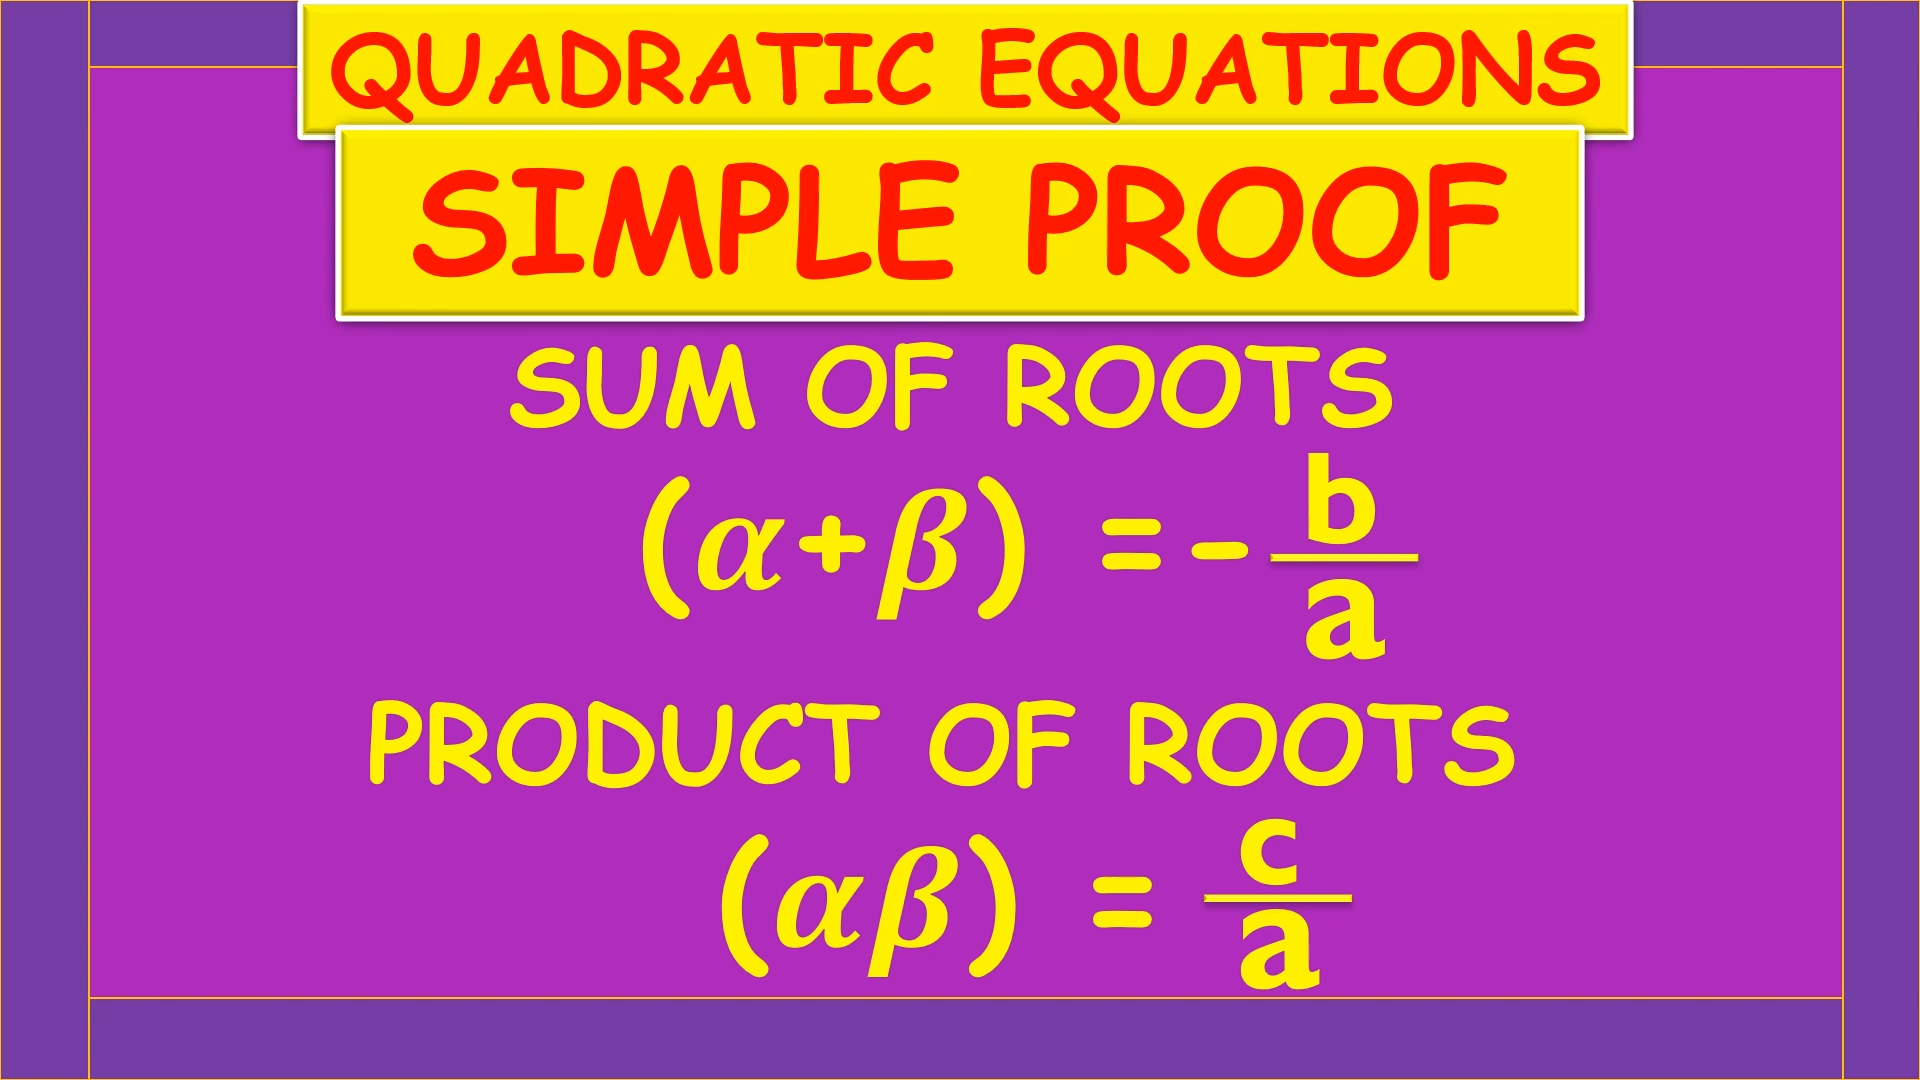 QUADRATIC EQUATIONS
SIMPLE PROOF
SUM OF ROOTS
(α+β) =-b/a
PRODUCT OF ROOTS
(αβ) = c/a